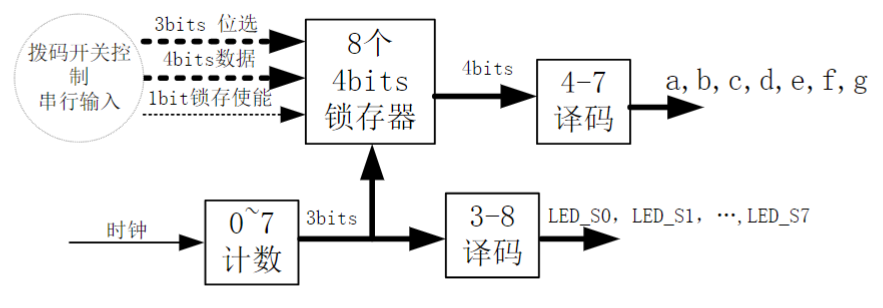 拨码开关控
制
串行输入
3bits 位选
4bits数据
1bit锁存使能
8个
4bits
锁存器
4bits
4-7
译码
a,b,c,d,e,f,g
时钟
0~7
计数
3bits
3-8
译码
LED_S0, LED_S1, …,LED_S7